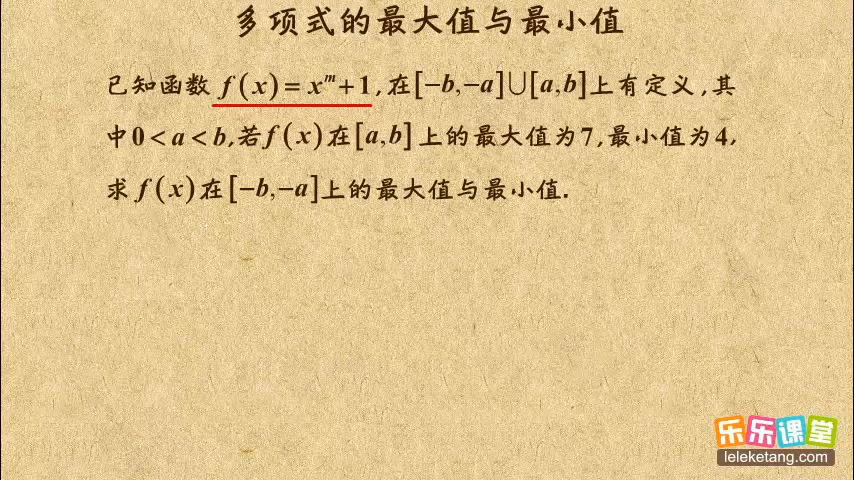 多项式的最大值与最小值
已知函数 f(x)=x^m+1,在[-b,-a]∪[a,b]上有定义,其
中0<a<b,若f(x)在[a,b]上的最大值为7,最小值为4,
求f(x)在[-b,-a]上的最大值与最小值.
乐乐课堂
leleketang.com